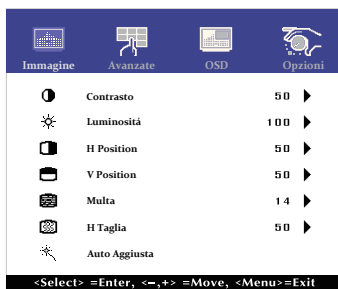 Immagine Avanzate OSD Opzioni
Contrasto 50
Luminositá 100
H Position 50
V Position 50
Multa 14
H Taglia 50
Auto Aggiusta
<Select> =Enter, <−,+> =Move, <Menu>=Exit